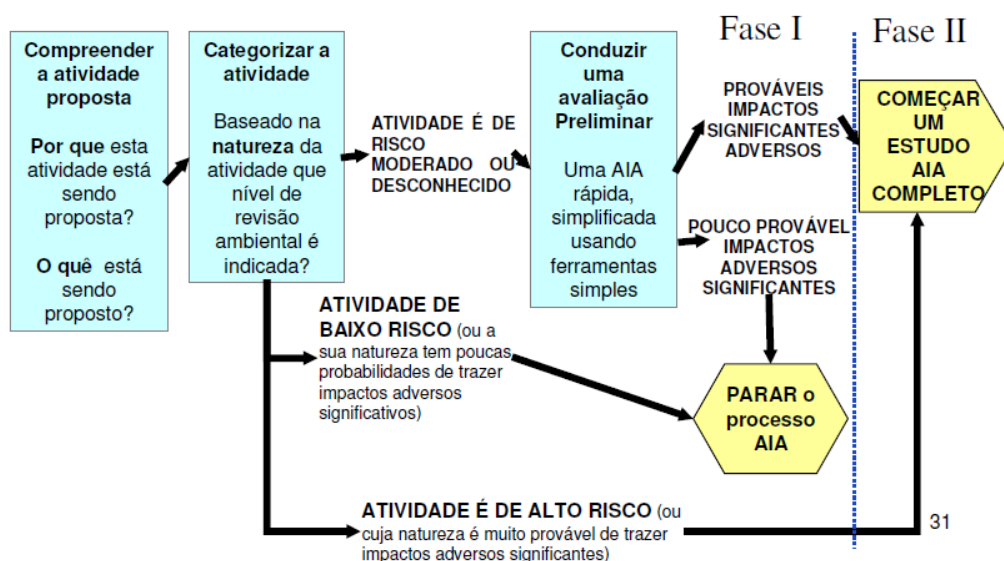 Fase I
Fase II
Compreender
a atividade
proposta
Por que esta
atividade está
sendo
proposta?
O quê está
sendo
proposto?
Categorizar a
atividade
Baseado na
natureza da
atividade que
nível de
revisão
ambiental é
indicada?
ATIVIDADE É DE
RISCO
MODERADO OU
DESCONHECIDO
Conduzir
uma
avaliação
Preliminar
Uma AIA
rápida,
simplificada
usando
ferramentas
simples
PROVÁVEIS
IMPACTOS
SIGNIFICANTES
ADVERSOS
POUCO PROVÁVEL
IMPACTOS
ADVERSOS
SIGNIFICANTES
COMEÇAR
UM
ESTUDO
AIA
COMPLETO
ATIVIDADE DE
BAIXO RISCO (ou a
sua natureza tem poucas
probabilidades de trazer
impactos adversos
significativos)
PARAR o
processo
AIA
ATIVIDADE É DE ALTO RISCO (ou
cuja natureza é muito provável de trazer
impactos adversos significantes)
31